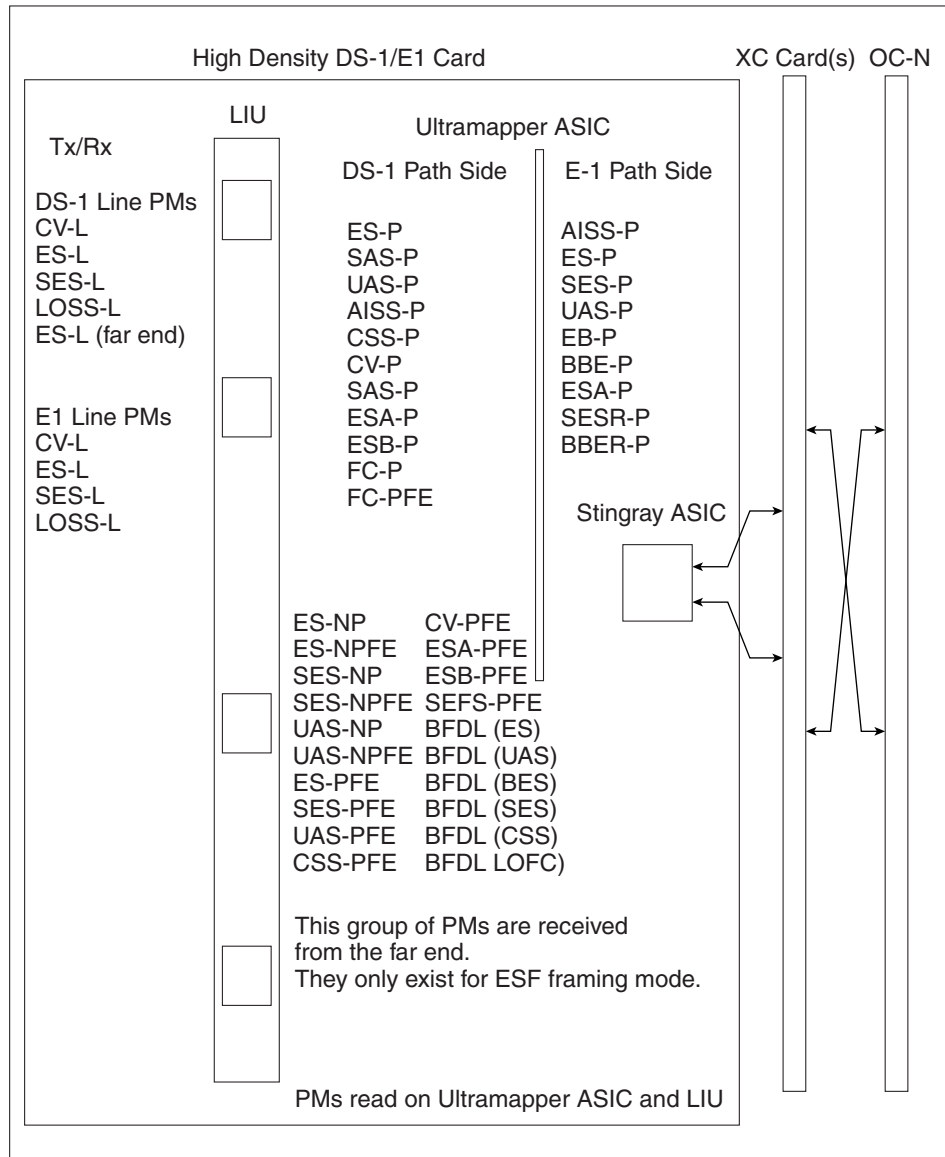 High Density DS-1/E1 Card
XC Card(s)
OC-N
LIU
Tx/Rx
DS-1 Line PMs
CV-L
ES-L
SES-L
LOSS-L
ES-L (far end)
E1 Line PMs
CV-L
ES-L
SES-L
LOSS-L
Ultramapper ASIC
DS-1 Path Side
ES-P
SAS-P
UAS-P
AISS-P
CSS-P
CV-P
SAS-P
ESA-P
ESB-P
FC-P
FC-PFE
E-1 Path Side
AISS-P
ES-P
SES-P
UAS-P
EB-P
BBE-P
ESA-P
SESR-P
BBER-P
Stingray ASIC
ES-NP
ES-NPFE
SES-NP
SES-NPFE
UAS-NP
UAS-NPFE
ES-PFE
SES-PFE
UAS-PFE
CSS-PFE
CV-PFE
ESA-PFE
ESB-PFE
SEFS-PFE
BFDL (ES)
BFDL (UAS)
BFDL (BES)
BFDL (SES)
BFDL (CSS)
BFDL LOFC)
This group of PMs are received
from the far end.
They only exist for ESF framing mode.
PMs read on Ultramapper ASIC and LIU